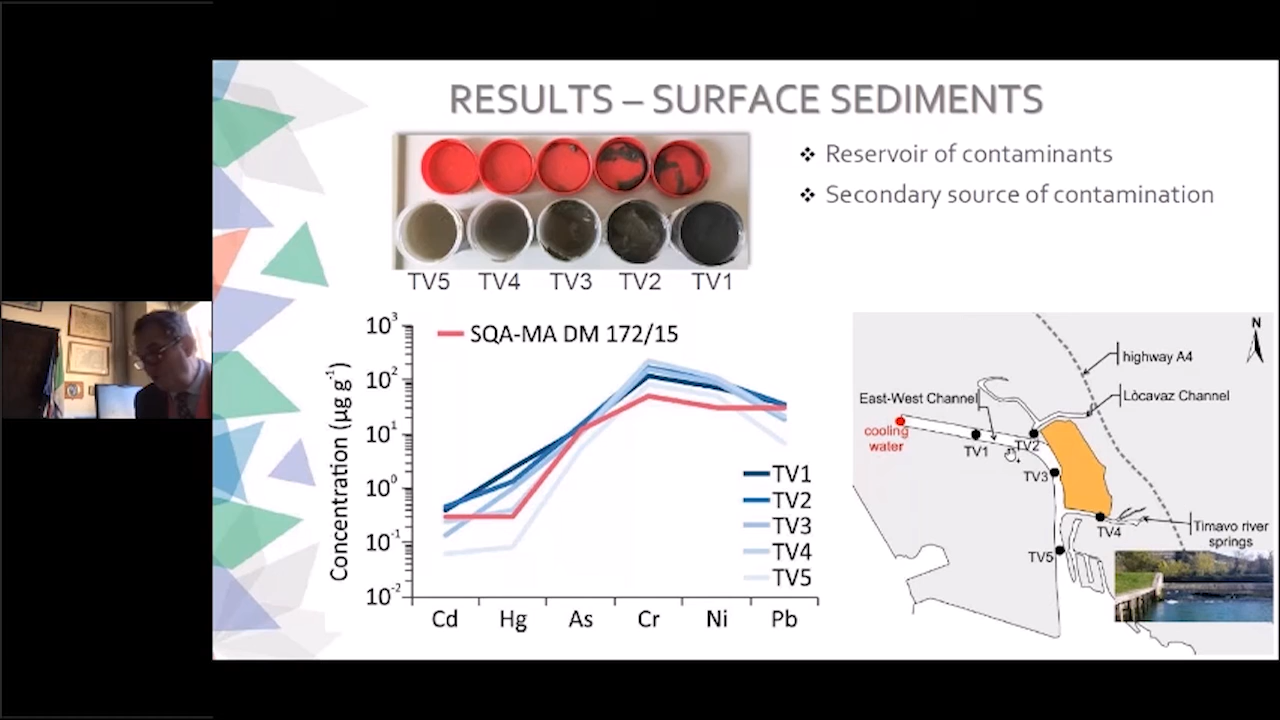 RESULTS – SURFACE SEDIMENTS
❖ Reservoir of contaminants
❖ Secondary source of contamination
TV5 TV4 TV3 TV2 TV1
SQA-MA DM 172/15
Concentration (µg g⁻¹)
10³
10²
10¹
10⁰
10⁻¹
10⁻²
Cd Hg As Cr Ni Pb
TV1
TV2
TV3
TV4
TV5
N
highway A4
Lòcavaz Channel
East-West Channel
cooling
water
TV1
TV2
TV3
TV4
TV5
Timavo river
springs